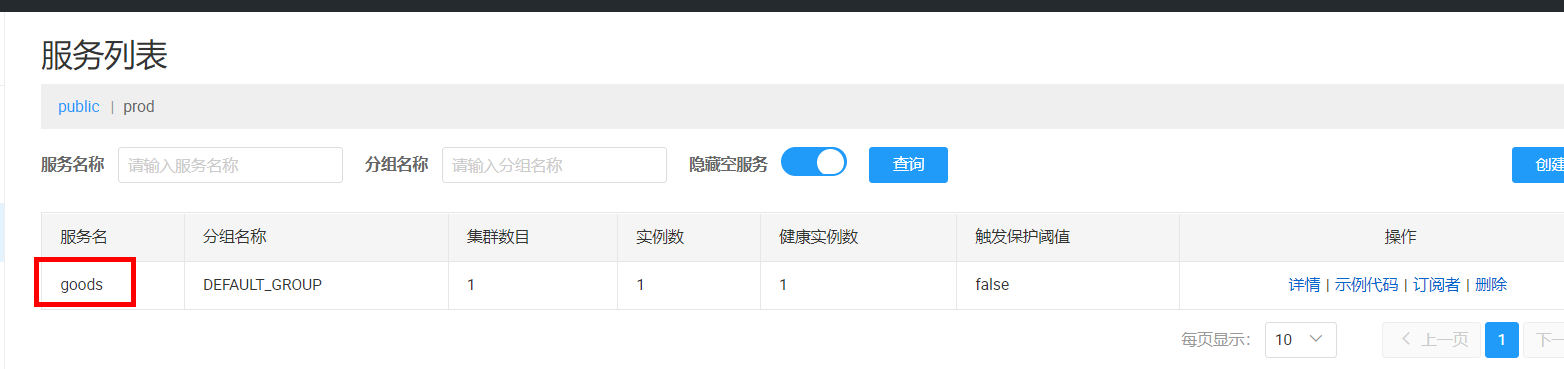 服务列表
public | prod
服务名称 请输入服务名称 分组名称 请输入分组名称 隐藏空服务 查询 创建
服务名 分组名称 集群数目 实例数 健康实例数 触发保护阈值 操作
goods DEFAULT_GROUP 1 1 1 false 详情 | 示例代码 | 订阅者 | 删除
每页显示: 10 上一页 1 下一